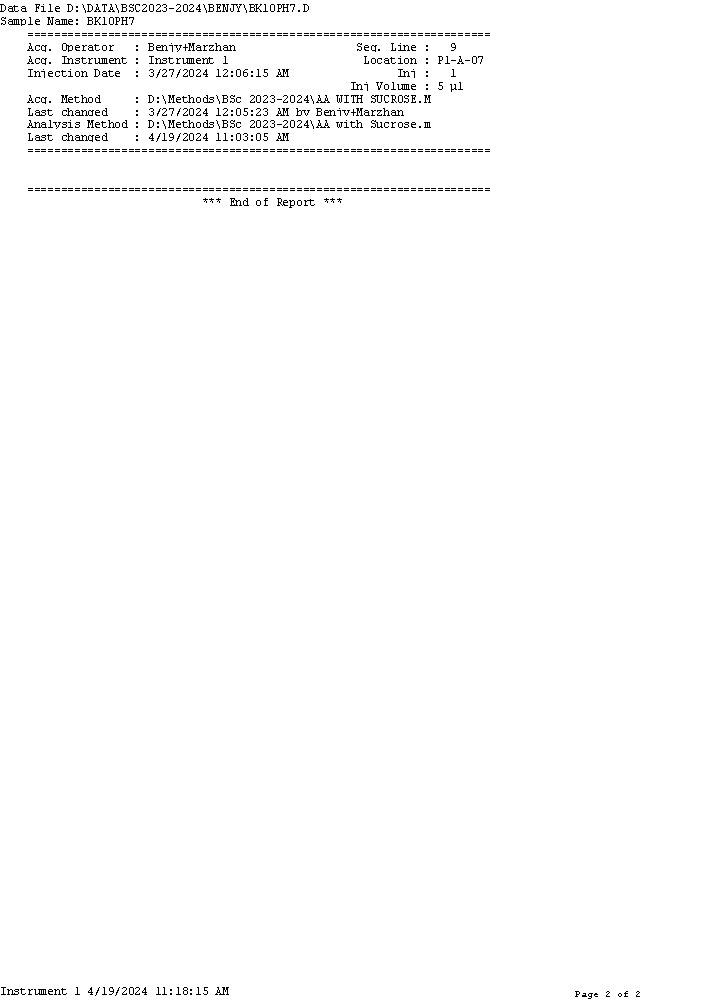 Data File D:\DATA\BSC2023-2024\BENJY\BK10PH7.D
Sample Name: BK10PH7
=====================================================================
Acq. Operator   : Benjy+Marzhan                  Seq. Line :   9
Acq. Instrument : Instrument 1                    Location : P1-A-07
Injection Date  : 3/27/2024 12:06:15 AM                Inj :   1
Inj Volume : 5 µl
Acq. Method     : D:\Methods\BSc 2023-2024\AA WITH SUCROSE.M
Last changed    : 3/27/2024 12:05:23 AM by Benjy+Marzhan
Analysis Method : D:\Methods\BSc 2023-2024\AA with Sucrose.m
Last changed    : 4/19/2024 11:03:05 AM
=====================================================================
=====================================================================
*** End of Report ***
Instrument 1 4/19/2024 11:18:15 AM
Page 2 of 2